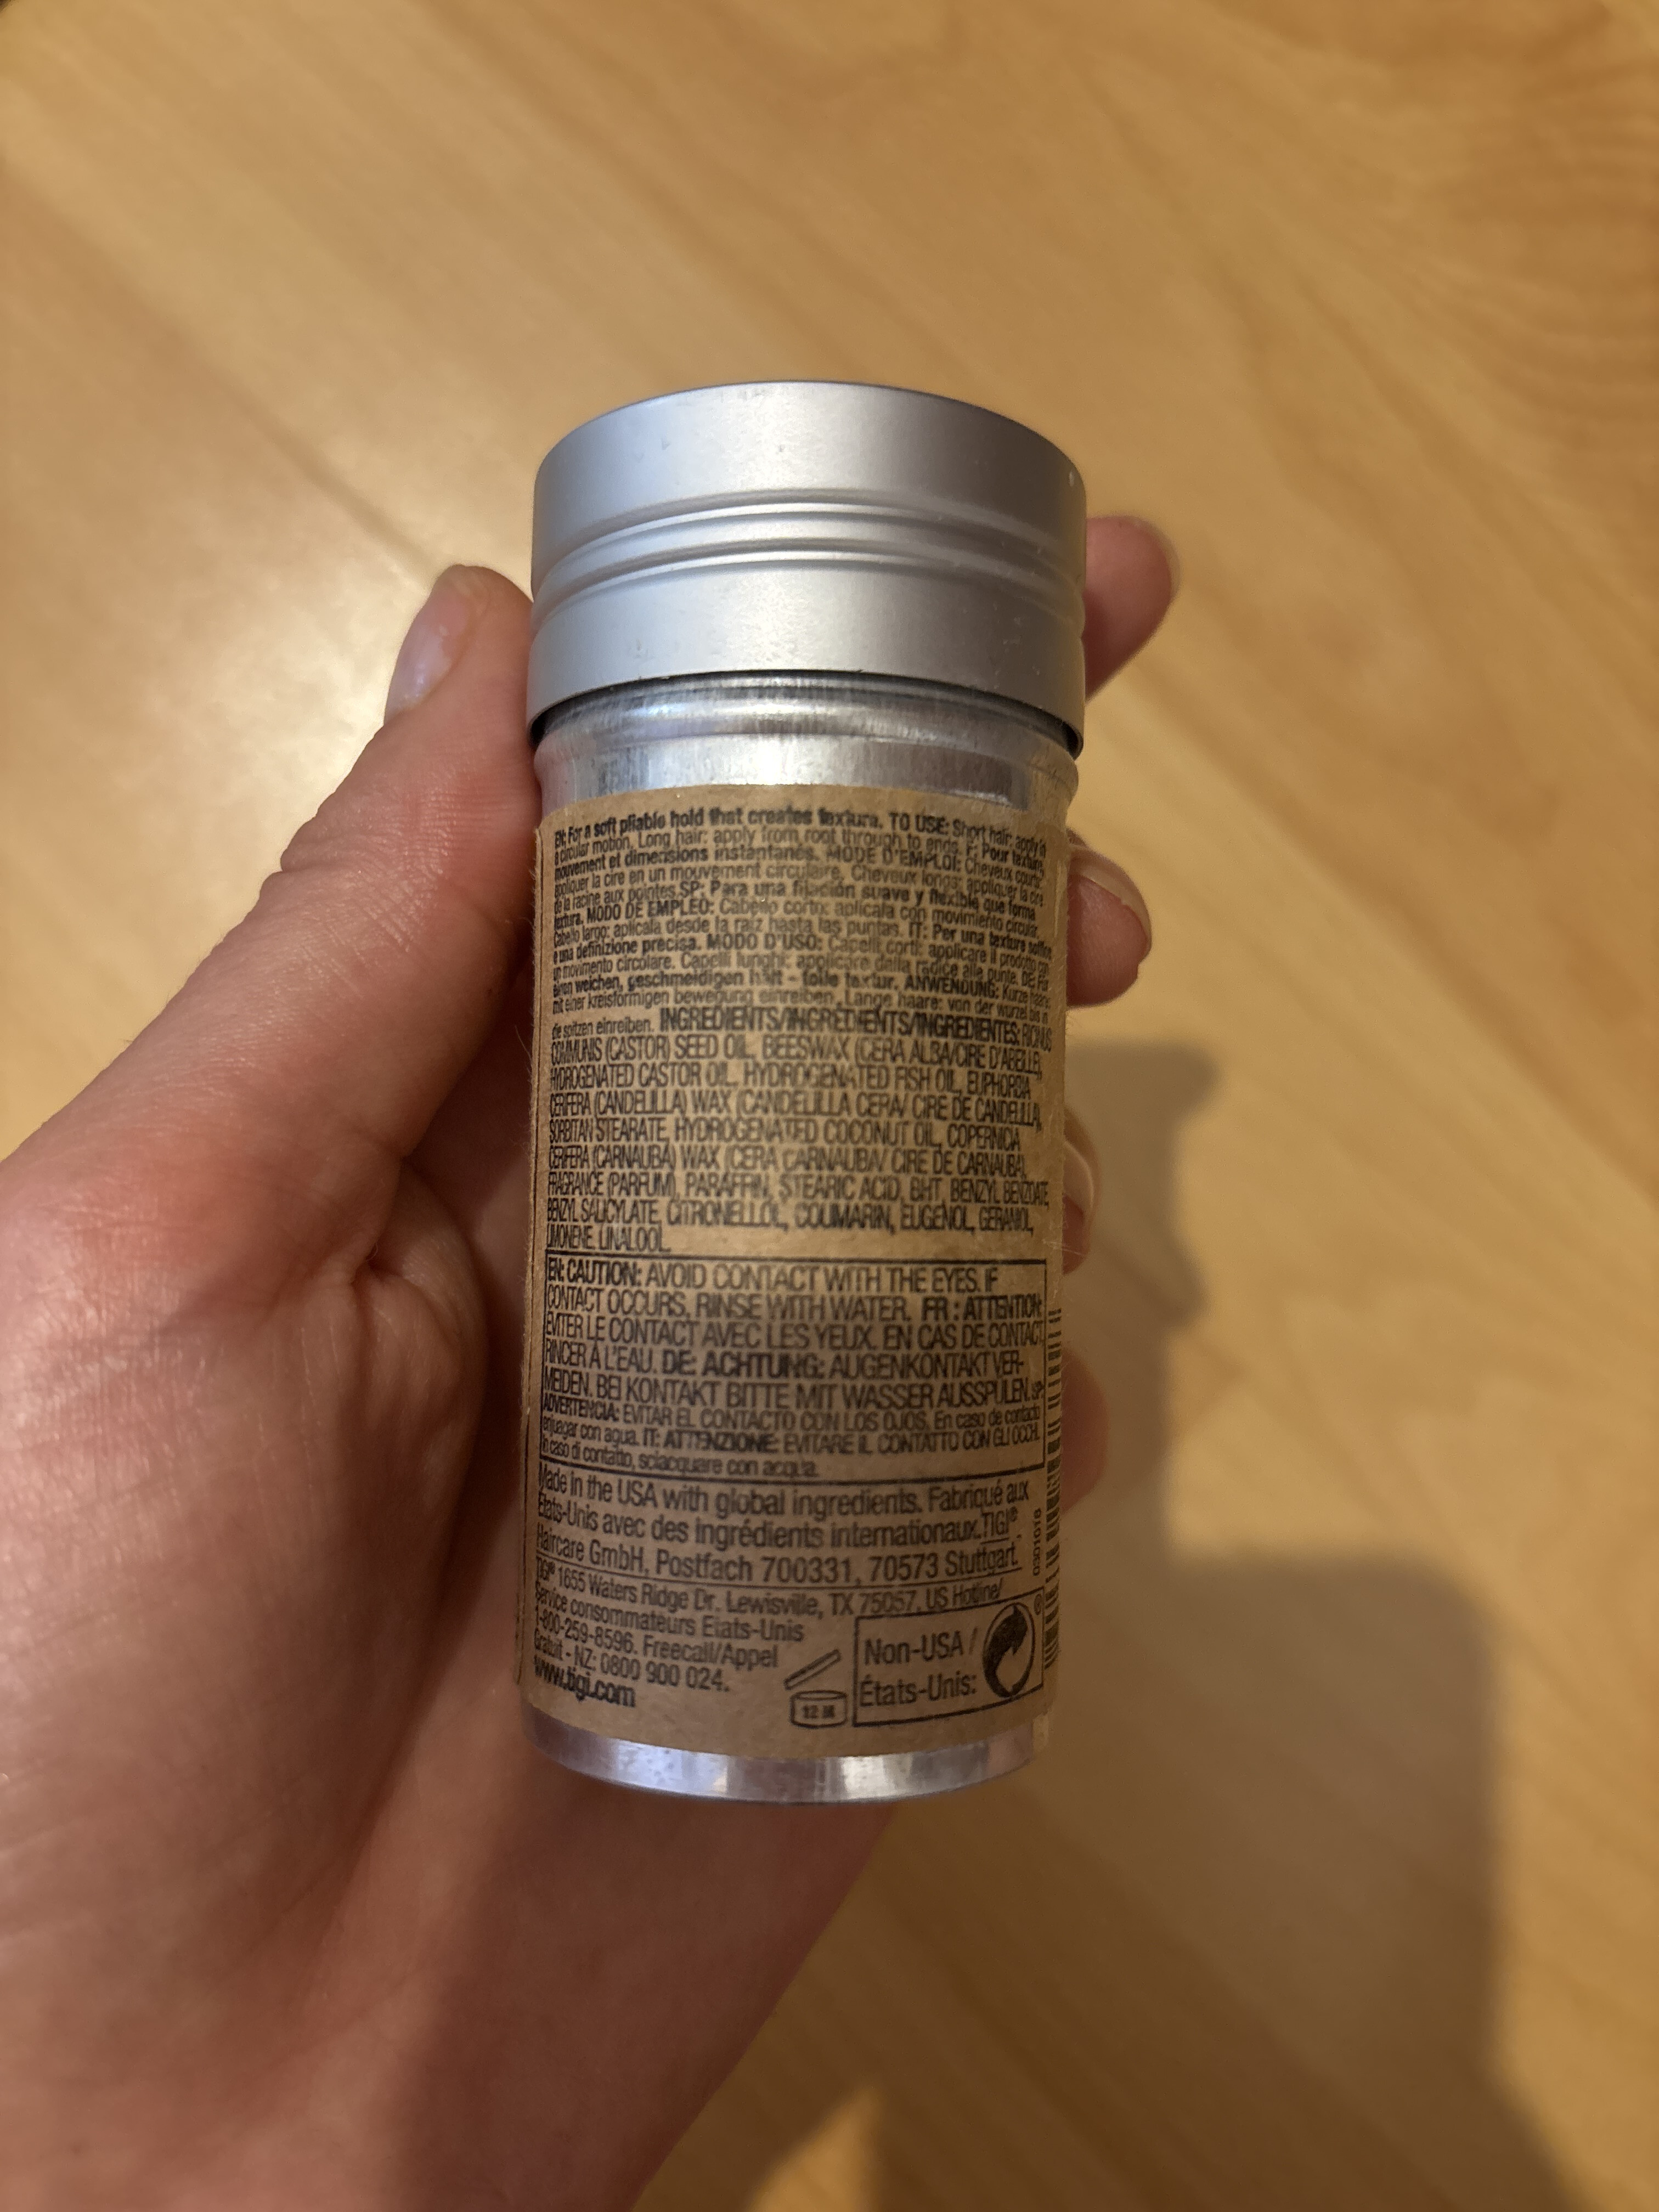 EN: For a soft pliable hold that creates texture. TO USE: Short hair: apply in
a circular motion. Long hair: apply from root through to ends. F: Pour texture,
mouvement et dimensions instantanés. MODE D'EMPLOI: Cheveux courts:
appliquer la cire en un mouvement circulaire. Cheveux longs: appliquer la cire
de la racine aux pointes. SP: Para una fijación suave y flexible que forma
textura. MODO DE EMPLEO: Cabello corto: aplicala con movimiento circular.
Cabello largo: aplicala desde la raiz hasta las puntas. IT: Per una texture soffice
e una definizione precisa. MODO D'USO: Capelli corti: applicare il prodotto con
un movimento circolare. Capelli lunghi: applicare dalla radice alle punte. DE: Für
einen weichen, geschmeidigen halt – tolle textur. ANWENDUNG: Kurze haare:
mit einer kreisförmigen bewegung einreiben. Lange haare: von der wurzel bis in
die spitzen einreiben. INGREDIENTS/INGRÉDIENTS/INGREDIENTES: RICINUS
COMMUNIS (CASTOR) SEED OIL, BEESWAX (CERA ALBA/CIRE D'ABEILLE),
HYDROGENATED CASTOR OIL, HYDROGENATED FISH OIL, EUPHORBIA
CERIFERA (CANDELILLA) WAX (CANDELILLA CERA/ CIRE DE CANDELILLA),
SORBITAN STEARATE, HYDROGENATED COCONUT OIL, COPERNICIA
CERIFERA (CARNAUBA) WAX (CERA CARNAUBA/ CIRE DE CARNAUBA),
FRAGRANCE (PARFUM), PARAFFIN, STEARIC ACID, BHT, BENZYL BENZOATE,
BENZYL SALICYLATE, CITRONELLOL, COUMARIN, EUGENOL, GERANIOL,
LIMONENE, LINALOOL.
EN: CAUTION: AVOID CONTACT WITH THE EYES. IF
CONTACT OCCURS, RINSE WITH WATER. FR : ATTENTION:
ÉVITER LE CONTACT AVEC LES YEUX. EN CAS DE CONTACT,
RINCER À L'EAU. DE: ACHTUNG: AUGENKONTAKT VER-
MEIDEN. BEI KONTAKT BITTE MIT WASSER AUSSPÜLEN. SP:
ADVERTENCIA: EVITAR EL CONTACTO CON LOS OJOS. En caso de contacto
enjuagar con agua. IT: ATTENZIONE: EVITARE IL CONTATTO CON GLI OCCHI.
In caso di contatto, sciacquare con acqua.
Made in the USA with global ingredients. Fabriqué aux
États-Unis avec des ingrédients internationaux. TIGI®
Haircare GmbH, Postfach 700331, 70573 Stuttgart.
TIGI® 1655 Waters Ridge Dr. Lewisville, TX 75057. US Hotline/
Service consommateurs États-Unis
1-800-259-8596. Freecall/Appel
Gratuit - NZ: 0800 900 024.
www.tigi.com
12 M
Non-USA /
États-Unis:
®